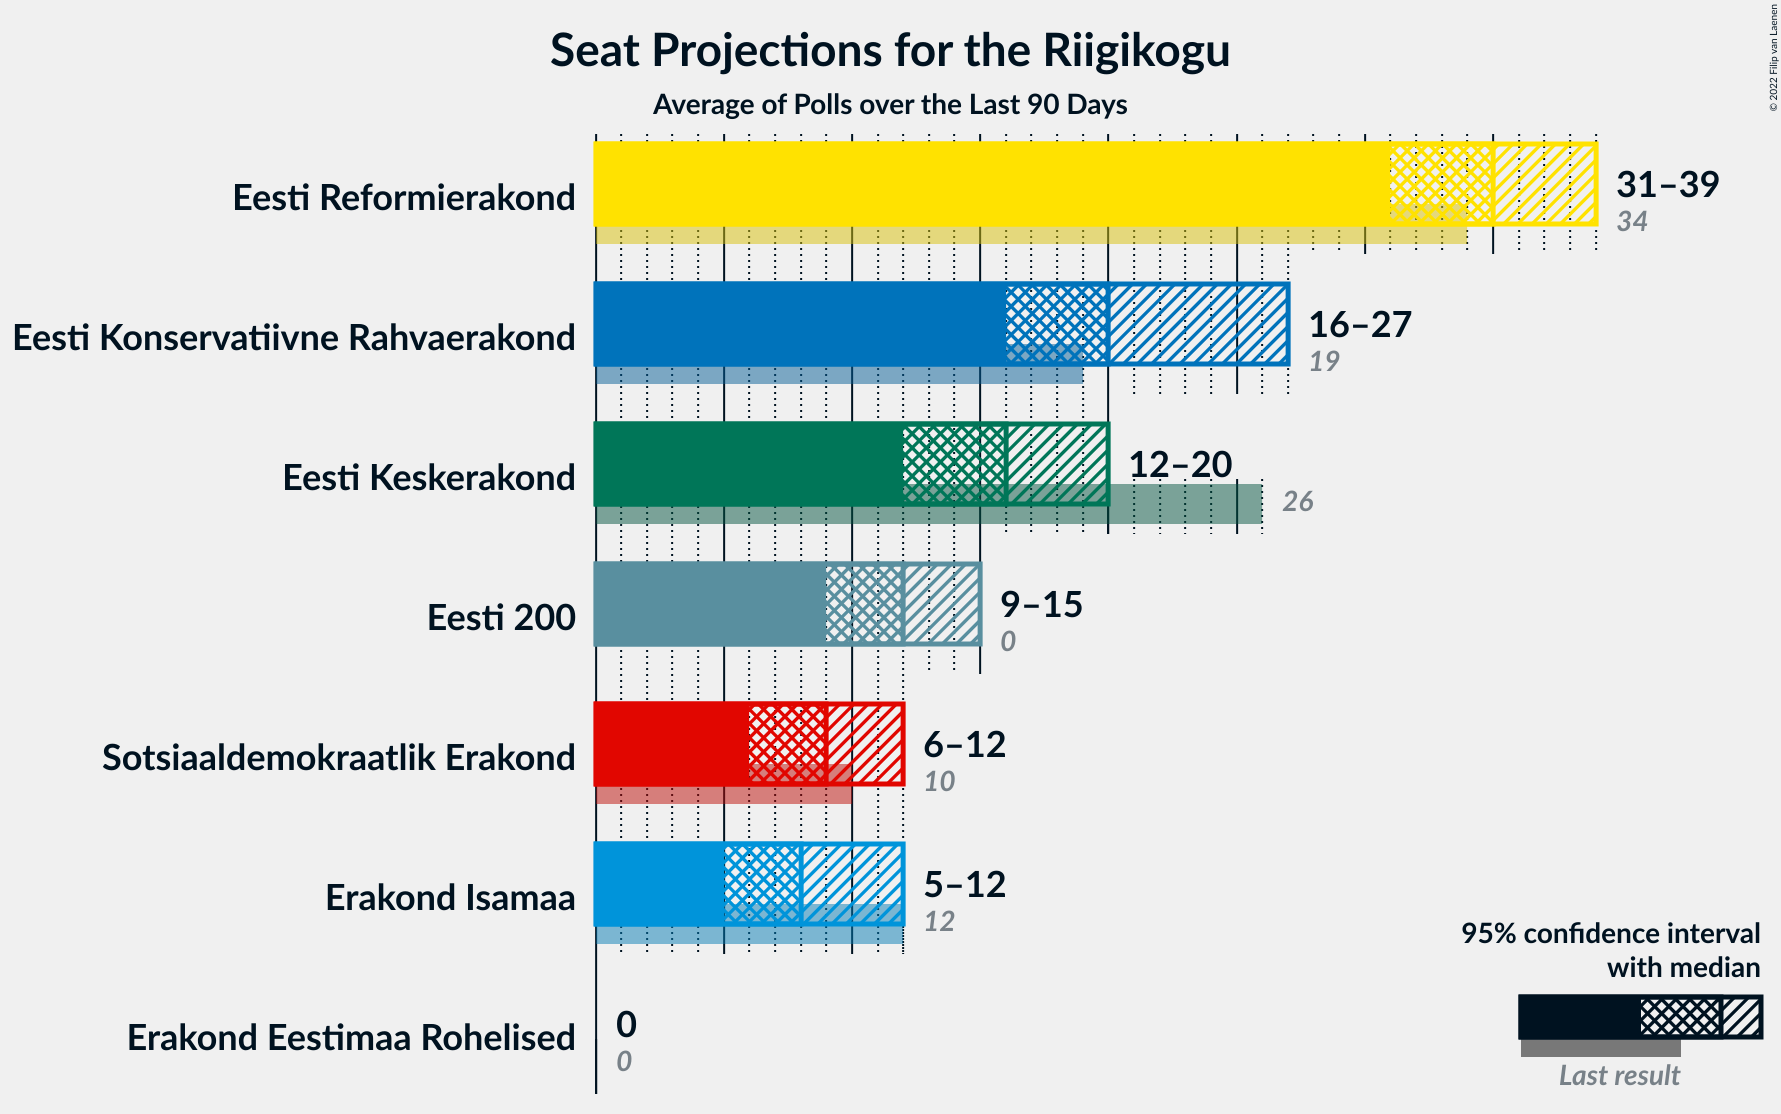 Seat Projections for the Riigikogu
Average of Polls over the Last 90 Days
© 2022 Filip van Laenen
Eesti Reformierakond
31–39
34
Eesti Konservatiivne Rahvaerakond
16–27
19
Eesti Keskerakond
12–20
26
Eesti 200
9–15
0
Sotsiaaldemokraatlik Erakond
6–12
10
Erakond Isamaa
5–12
12
Erakond Eestimaa Rohelised
0
0
95% confidence interval
with median
Last result